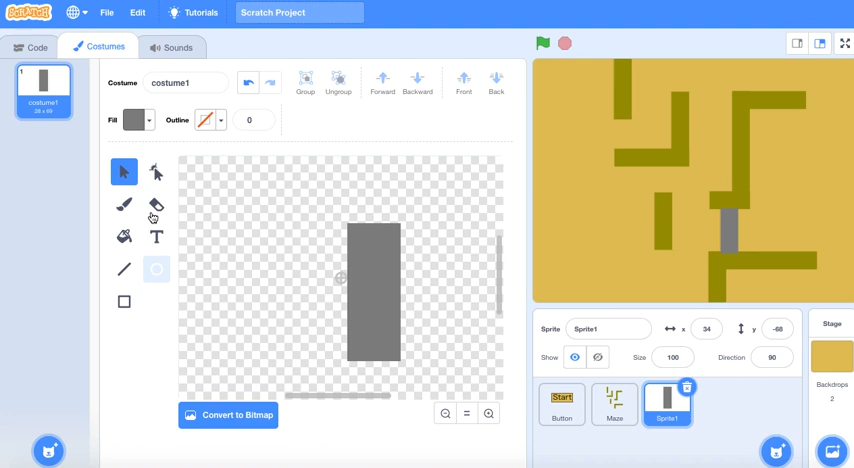 SCRATCH File Edit Tutorials Scratch Project
Code Costumes Sounds
1
costume1
28 x 69
Costume costume1 Group Ungroup Forward Backward Front Back
Fill Outline 0
Convert to Bitmap
Sprite Sprite1 x 34 y -68
Show Size 100 Direction 90
Start
Button Maze Sprite1
Stage
Backdrops
2